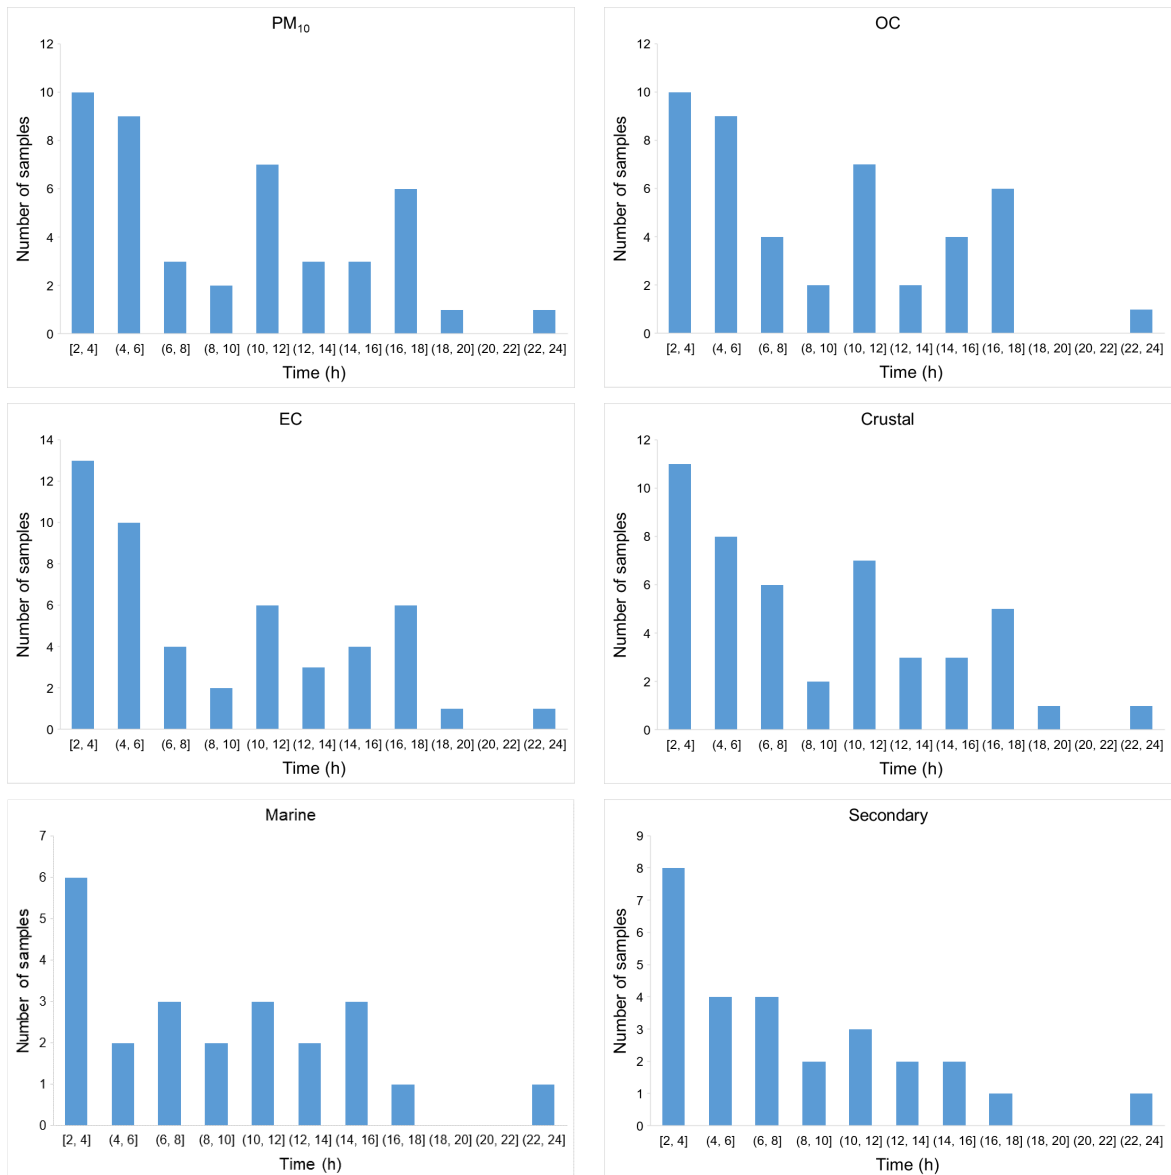 PM₁₀
12
10
8
6
4
2
0
Number of samples
[2, 4] (4, 6] (6, 8] (8, 10] (10, 12] (12, 14] (14, 16] (16, 18] (18, 20] (20, 22] (22, 24]
Time (h)
OC
12
10
8
6
4
2
0
Number of samples
[2, 4] (4, 6] (6, 8] (8, 10] (10, 12] (12, 14] (14, 16] (16, 18] (18, 20] (20, 22] (22, 24]
Time (h)
EC
14
12
10
8
6
4
2
0
Number of samples
[2, 4] (4, 6] (6, 8] (8, 10] (10, 12] (12, 14] (14, 16] (16, 18] (18, 20] (20, 22] (22, 24]
Time (h)
Crustal
12
10
8
6
4
2
0
Number of samples
[2, 4] (4, 6] (6, 8] (8, 10] (10, 12] (12, 14] (14, 16] (16, 18] (18, 20] (20, 22] (22, 24]
Time (h)
Marine
7
6
5
4
3
2
1
0
Number of samples
[2, 4] (4, 6] (6, 8] (8, 10] (10, 12] (12, 14] (14, 16] (16, 18] (18, 20] (20, 22] (22, 24]
Time (h)
Secondary
9
8
7
6
5
4
3
2
1
0
Number of samples
[2, 4] (4, 6] (6, 8] (8, 10] (10, 12] (12, 14] (14, 16] (16, 18] (18, 20] (20, 22] (22, 24]
Time (h)